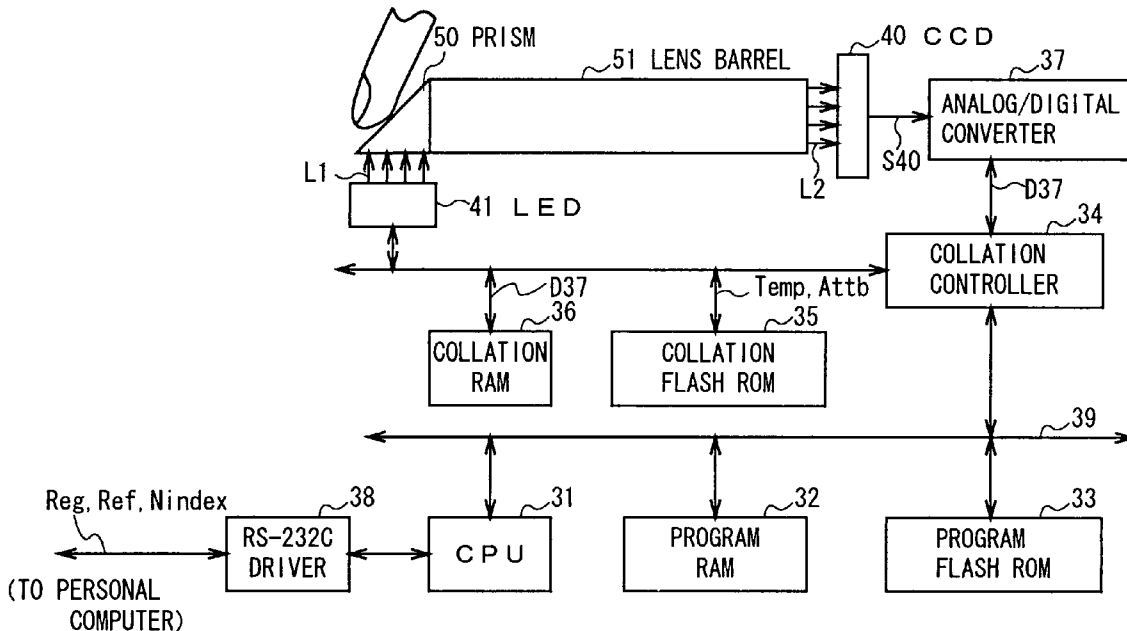 50 PRISM
51 LENS BARREL
40 CCD
37
ANALOG/DIGITAL
CONVERTER
L1
L2
S40
41 LED
D37
34
COLLATION
CONTROLLER
D37
Temp, Attb
36
COLLATION
RAM
35
COLLATION
FLASH ROM
39
Reg, Ref, Nindex
38
RS-232C
DRIVER
31
CPU
32
PROGRAM
RAM
33
PROGRAM
FLASH ROM
(TO PERSONAL
COMPUTER)